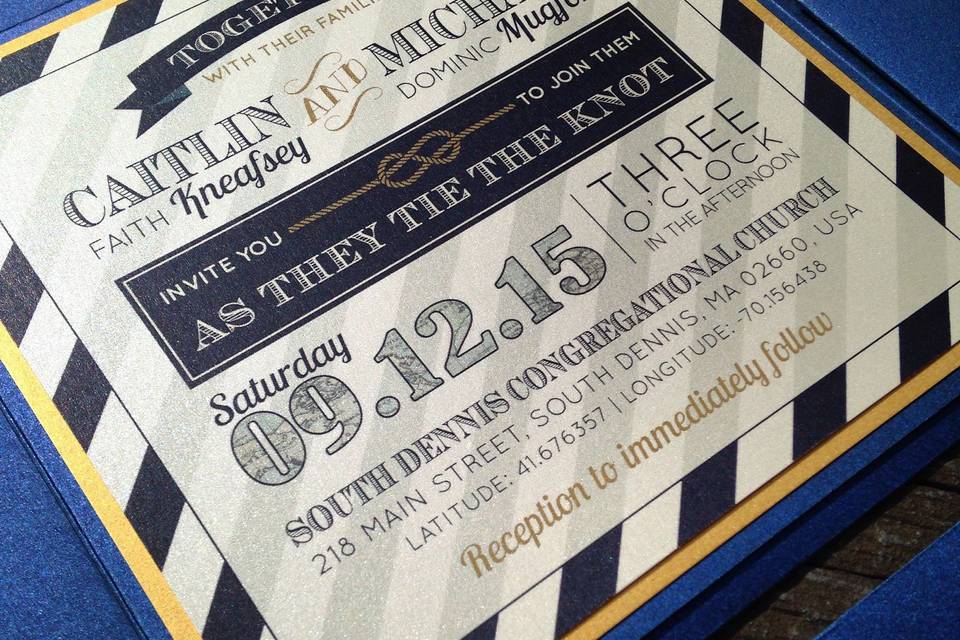 WITH THEIR FAMILIES
CAITLIN AND
FAITH Kneafsey DOMINIC
INVITE YOU TO JOIN THEM
AS THEY TIE THE KNOT
Saturday
09.12.15
THREE
O'CLOCK
IN THE AFTERNOON
SOUTH DENNIS CONGREGATIONAL CHURCH
218 MAIN STREET, SOUTH DENNIS, MA 02660, USA
LATITUDE: 41.676357 | LONGITUDE: -70.156438
Reception to immediately follow